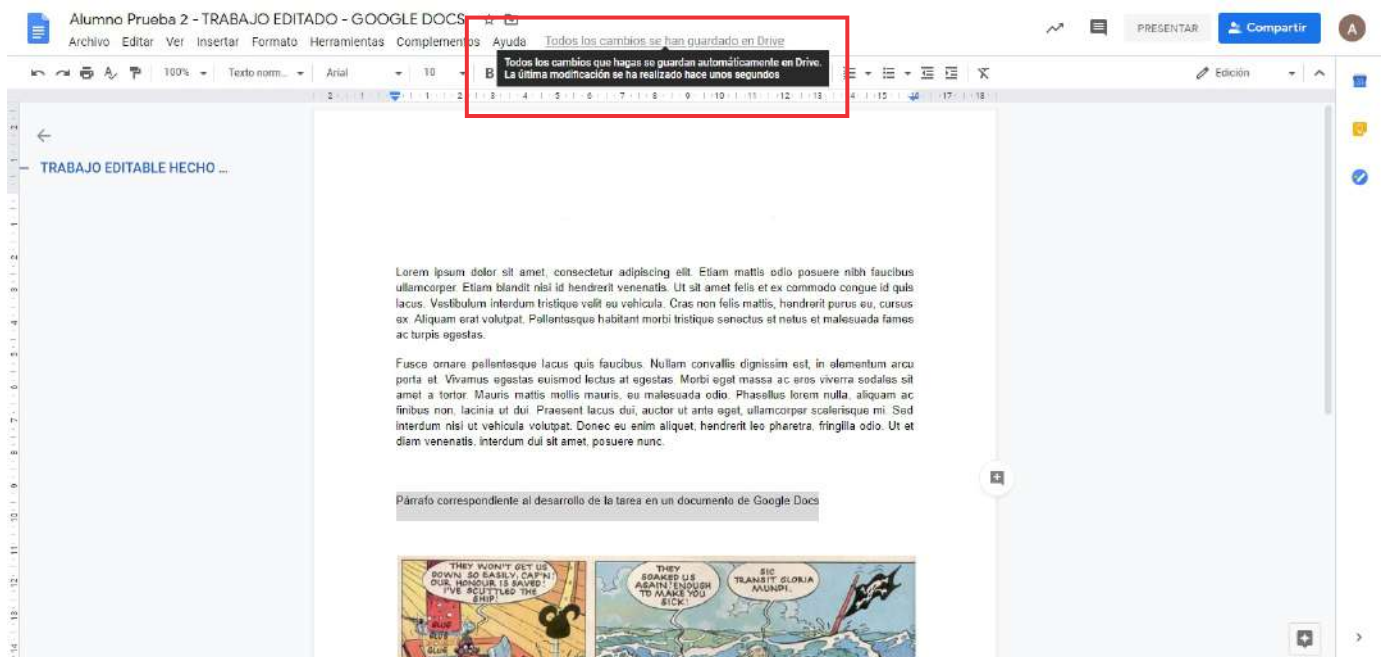 Alumno Prueba 2 - TRABAJO EDITADO - GOOGLE DOCS
Archivo Editar Ver Insertar Formato Herramientas Complementos Ayuda Todos los cambios se han guardado en Drive
PRESENTAR
Compartir
A
Todos los cambios que hagas se guardan automáticamente en Drive.
La última modificación se ha realizado hace unos segundos
100% Texto norm... Arial 10 B
Edición
TRABAJO EDITABLE HECHO ...
Lorem ipsum dolor sit amet, consectetur adipiscing elit. Etiam mattis odio posuere nibh faucibus
ullamcorper. Etiam blandit nisi id hendrerit venenatis. Ut sit amet felis et ex commodo congue id quis
lacus. Vestibulum interdum tristique velit eu vehicula. Cras non felis mattis, hendrerit purus eu, cursus
ex. Aliquam erat volutpat. Pellentesque habitant morbi tristique senectus et netus et malesuada fames
ac turpis egestas.
Fusce ornare pellentesque lacus quis faucibus. Nullam convallis dignissim est, in elementum arcu
porta et. Vivamus egestas euismod lectus at egestas. Morbi eget massa ac eros viverra sodales sit
amet a tortor. Mauris mattis mollis mauris, eu malesuada odio. Phasellus lorem nulla, aliquam ac
finibus non, lacinia ut dui. Praesent lacus dui, auctor ut ante eget, ullamcorper scelerisque mi. Sed
interdum nisi ut vehicula volutpat. Donec eu enim aliquet, hendrerit leo pharetra, fringilla odio. Ut et
diam venenatis, interdum dui sit amet, posuere nunc.
Párrafo correspondiente al desarrollo de la tarea en un documento de Google Docs
THEY WON'T GET US
DOWN SO EASILY, CAP'N!
OUR HONOUR IS SAVED!
I'VE SCUTTLED THE
SHIP!
GLUG
GLUG
GLUG
THEY
SOAKED US
AGAIN! ENOUGH
TO MAKE YOU
SICK!
SIC
TRANSIT GLORIA
MUNDI.